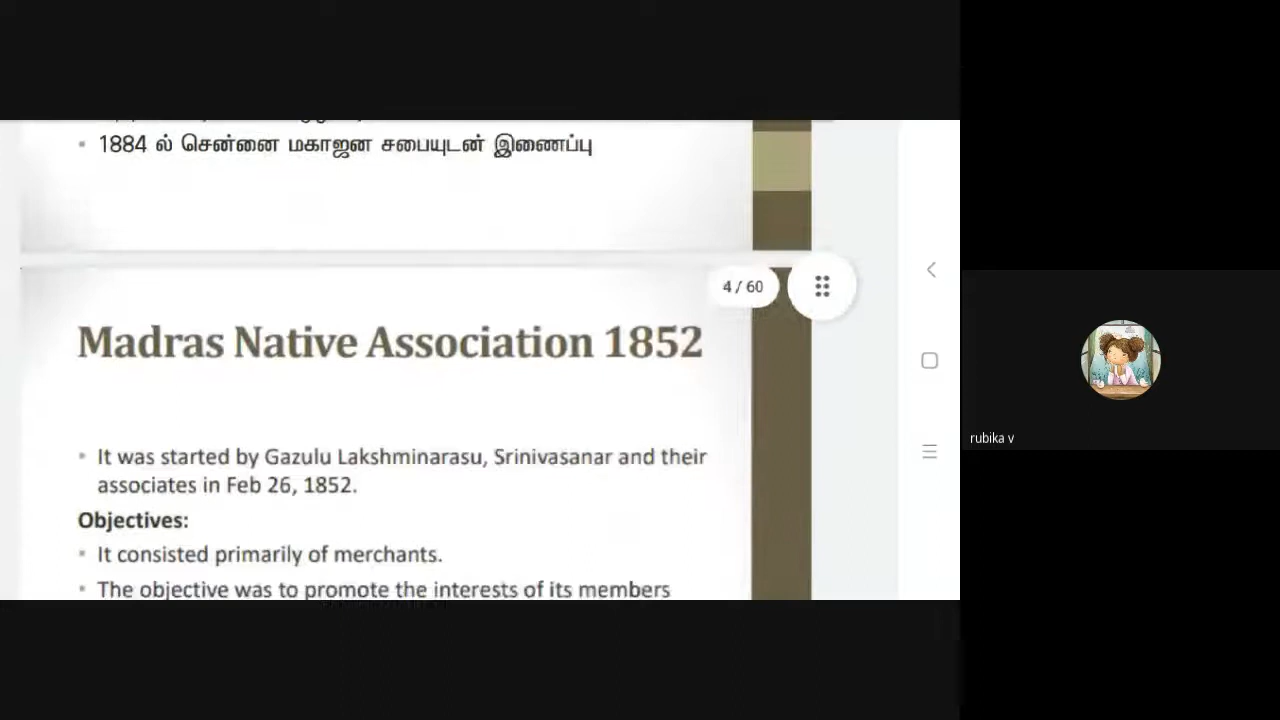 • 1884 ல் சென்னை மகாஜன சபையுடன் இணைப்பு
4 / 60
Madras Native Association 1852
• It was started by Gazulu Lakshminarasu, Srinivasanar and their
associates in Feb 26, 1852.
Objectives:
• It consisted primarily of merchants.
• The objective was to promote the interests of its members
rubika v